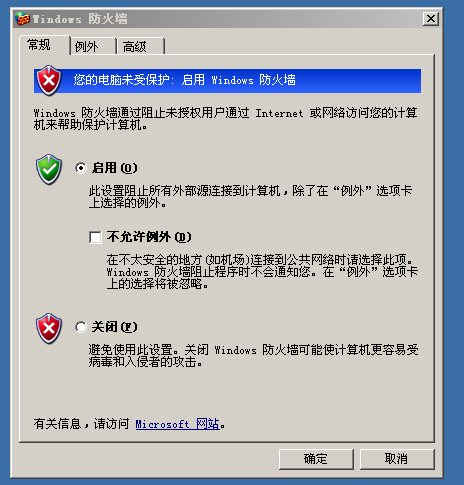 Windows 防火墙
常规 例外 高级
您的电脑未受保护: 启用 Windows 防火墙
Windows 防火墙通过阻止未授权用户通过 Internet 或网络访问您的计算
机来帮助保护计算机。
启用(O)
此设置阻止所有外部源连接到计算机，除了在“例外”选项卡
上选择的例外。
不允许例外(D)
在不太安全的地方(如机场)连接到公共网络时请选择此项。
Windows 防火墙阻止程序时不会通知您。在“例外”选项卡
上的选择将被忽略。
关闭(F)
避免使用此设置。关闭 Windows 防火墙可能使计算机更容易受
病毒和入侵者的攻击。
有关信息，请访问 Microsoft 网站。
确定 取消